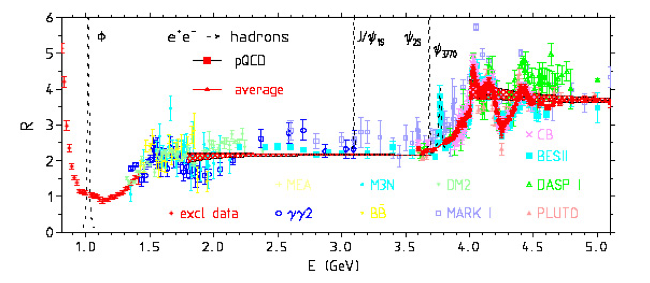 6
5
4
3
2
1
0
R
ϕ
e⁺e⁻ --→ hadrons
pQCD
average
J/ψ₁S
ψ₂S
ψ₃₇₇₀
MEA
M3N
DM2
CB
BESII
DASP I
excl data
γγ2
BB̄
MARK I
PLUTO
1.0 1.5 2.0 2.5 3.0 3.5 4.0 4.5 5.0
E (GeV)